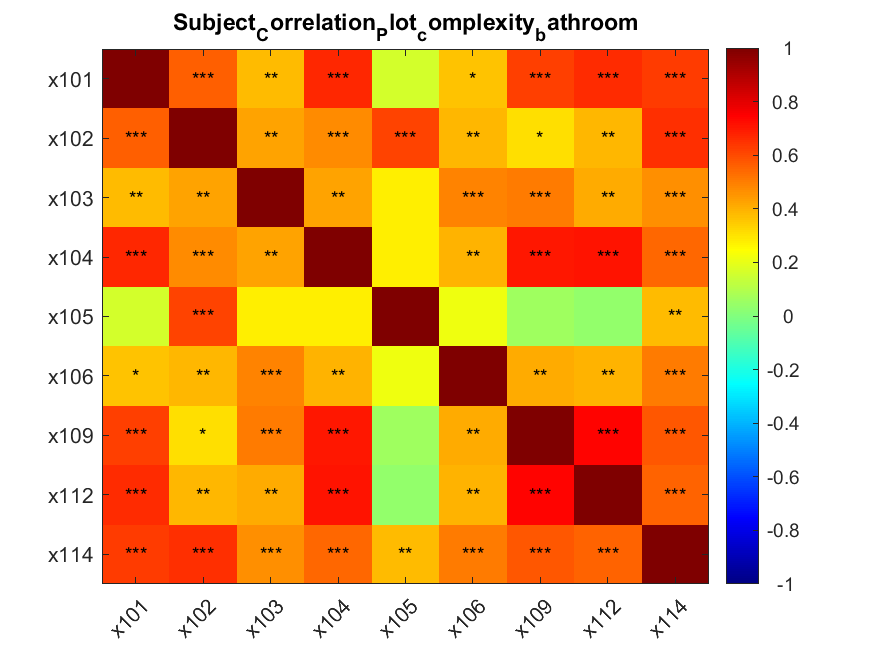 Subject_Correlation_Plot_complexity_bathroom
x101 *** ** *** * *** *** *** 1
x102 *** ** *** *** ** * ** *** 0.8
x103 ** ** ** *** *** ** *** 0.6
x104 *** *** ** ** *** *** *** 0.4
x105 *** ** 0.2
x106 * ** *** ** ** ** *** 0
x109 *** * *** *** ** *** *** -0.2
x112 *** ** ** *** ** *** *** -0.4
x114 *** *** *** *** ** *** *** *** -0.6
-0.8
-1
x101 x102 x103 x104 x105 x106 x109 x112 x114